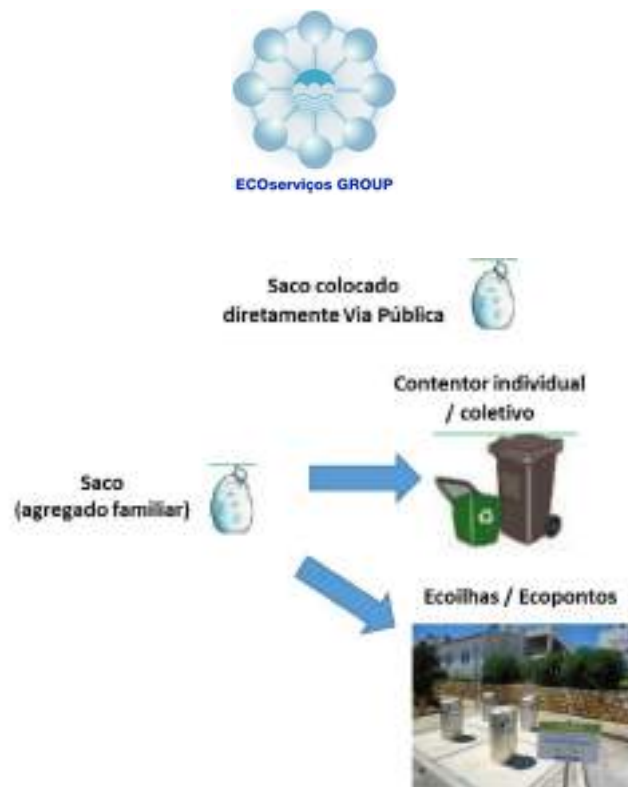 ECOserviços GROUP
Saco colocado
diretamente Via Pública
Contentor individual
/ coletivo
Saco
(agregado familiar)
Ecoilhas / Ecopontos